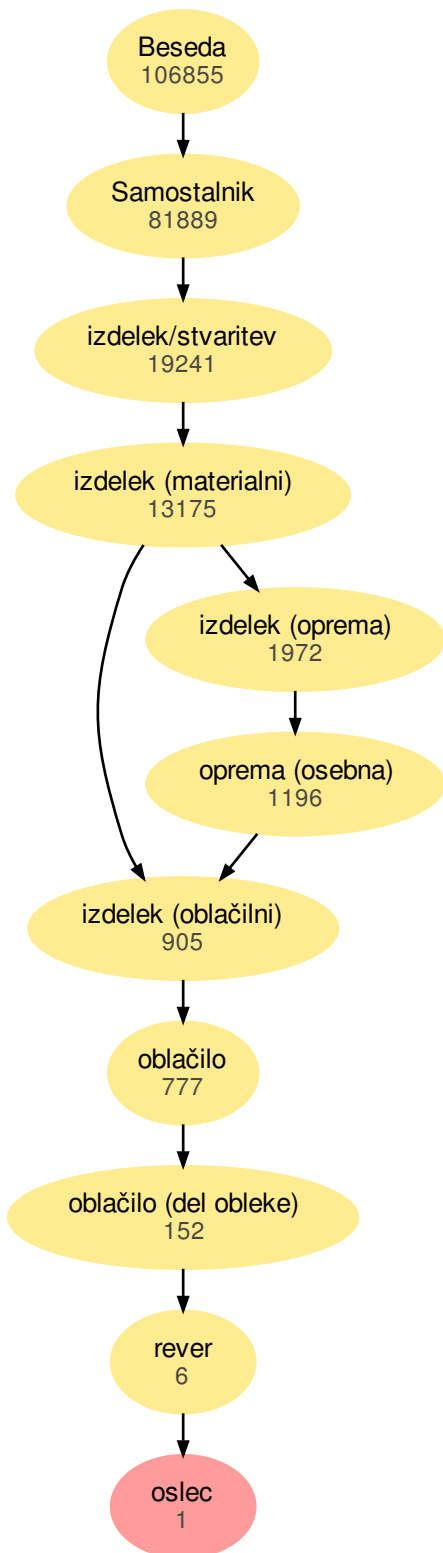 Beseda
106855
Samostalnik
81889
izdelek/stvaritev
19241
izdelek (materialni)
13175
izdelek (oprema)
1972
oprema (osebna)
1196
izdelek (oblačilni)
905
oblačilo
777
oblačilo (del obleke)
152
rever
6
oslec
1